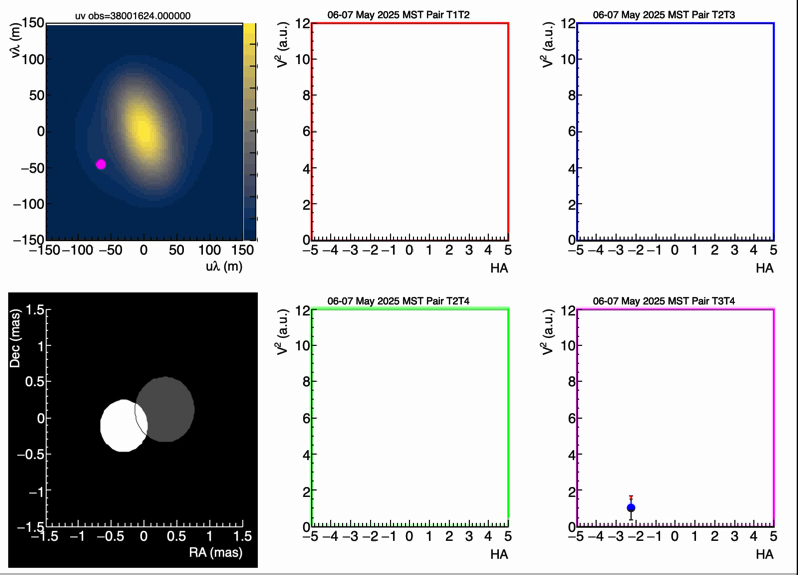 uv obs=38001624.000000
vλ (m)
150
100
50
0
−50
−100
−150
−150 −100 −50 0 50 100 150
uλ (m)
06-07 May 2025 MST Pair T1T2
V² (a.u.)
12
10
8
6
4
2
0
−5 −4 −3 −2 −1 0 1 2 3 4 5
HA
06-07 May 2025 MST Pair T2T3
V² (a.u.)
12
10
8
6
4
2
0
−5 −4 −3 −2 −1 0 1 2 3 4 5
HA
Dec (mas)
1.5
1
0.5
0
−0.5
−1
−1.5
−1.5 −1 −0.5 0 0.5 1 1.5
RA (mas)
06-07 May 2025 MST Pair T2T4
V² (a.u.)
12
10
8
6
4
2
0
−5 −4 −3 −2 −1 0 1 2 3 4 5
HA
06-07 May 2025 MST Pair T3T4
V² (a.u.)
12
10
8
6
4
2
0
−5 −4 −3 −2 −1 0 1 2 3 4 5
HA